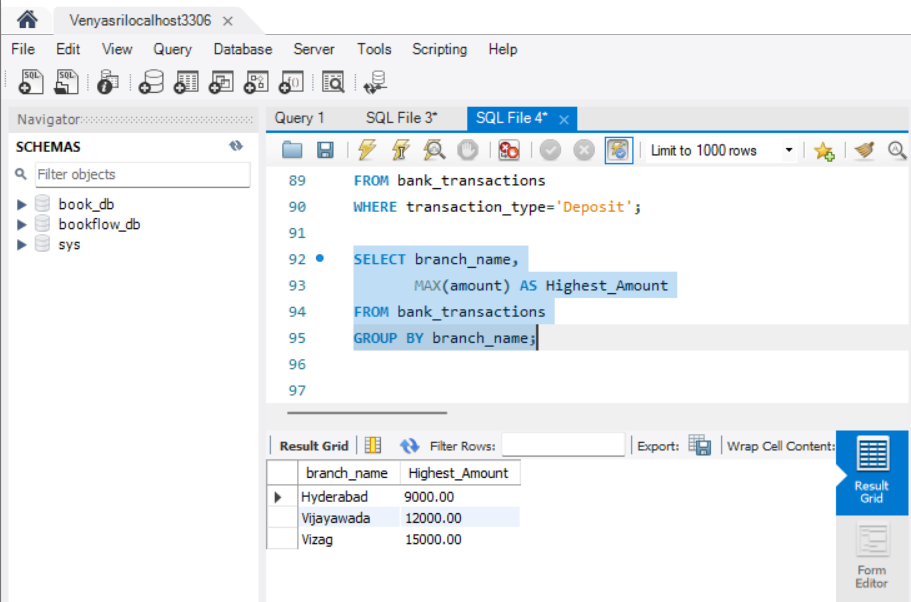 Venyasrilocalhost3306
File Edit View Query Database Server Tools Scripting Help
Navigator
SCHEMAS
Filter objects
book_db
bookflow_db
sys
Query 1 SQL File 3* SQL File 4*
Limit to 1000 rows
89 FROM bank_transactions
90 WHERE transaction_type='Deposit';
91
92 SELECT branch_name,
93 MAX(amount) AS Highest_Amount
94 FROM bank_transactions
95 GROUP BY branch_name;
96
97
Result Grid Filter Rows: Export: Wrap Cell Content:
branch_name Highest_Amount
Hyderabad 9000.00
Vijayawada 12000.00
Vizag 15000.00
Result
Grid
Form
Editor